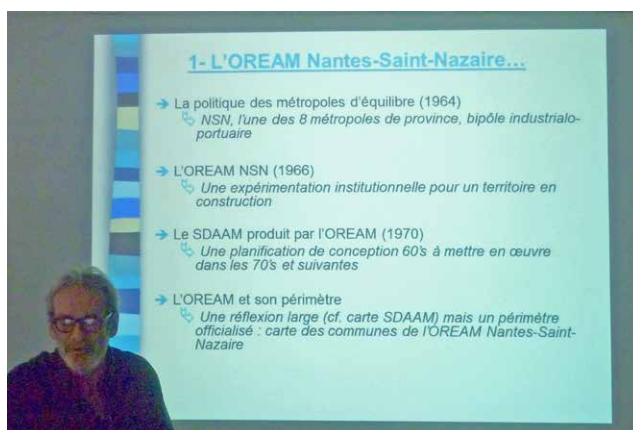 1- L'OREAM Nantes-Saint-Nazaire...
→ La politique des métropoles d'équilibre (1964)
NSN, l'une des 8 métropoles de province, bipôle industrialo-
portuaire
→ L'OREAM NSN (1966)
Une expérimentation institutionnelle pour un territoire en
construction
→ Le SDAAM produit par l'OREAM (1970)
Une planification de conception 60's à mettre en œuvre
dans les 70's et suivantes
→ L'OREAM et son périmètre
Une réflexion large (cf. carte SDAAM) mais un périmètre
officialisé : carte des communes de l'OREAM Nantes-Saint-
Nazaire